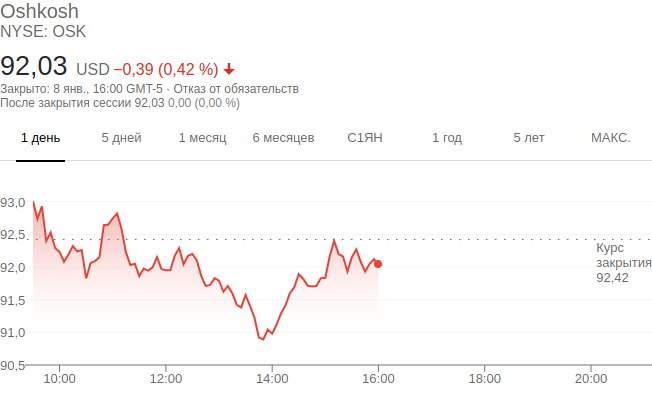 Oshkosh
NYSE: OSK
92,03 USD −0,39 (0,42 %)
Закрыто: 8 янв., 16:00 GMT-5 · Отказ от обязательств
После закрытия сессии 92,03 0,00 (0,00 %)
1 день 5 дней 1 месяц 6 месяцев С1ЯН 1 год 5 лет МАКС.
93,0
92,5
Курс
закрытия
92,42
92,0
91,5
91,0
90,5
10:00 12:00 14:00 16:00 18:00 20:00